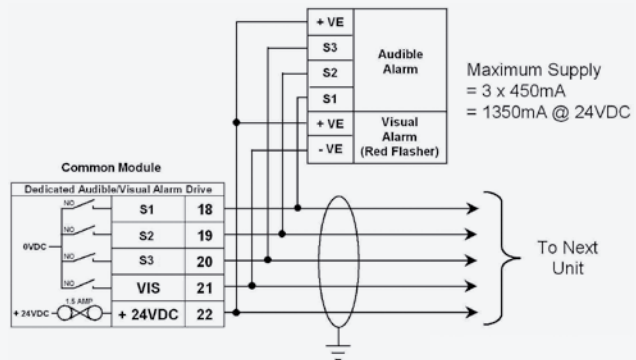 + VE
S3
S2
S1
Audible
Alarm
+ VE
- VE
Visual
Alarm
(Red Flasher)
Maximum Supply
= 3 x 450mA
= 1350mA @ 24VDC
Common Module
Dedicated Audible/Visual Alarm Drive
NO S1 18
NO S2 19
0VDC
NO S3 20
NO VIS 21
+ 24VDC 1.5 AMP + 24VDC 22
To Next
Unit